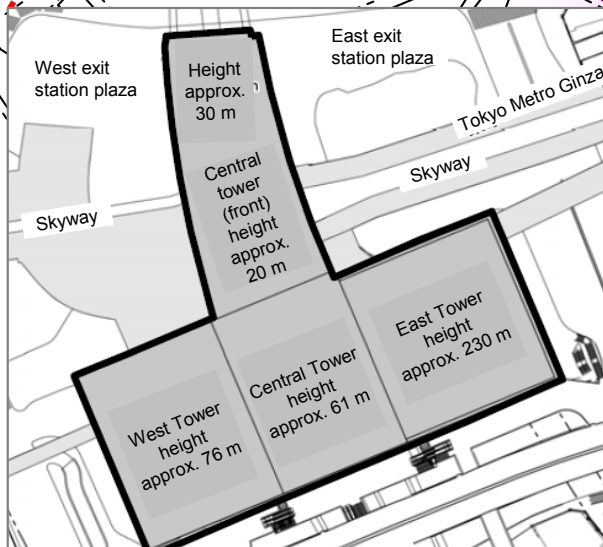 West exit
station plaza
East exit
station plaza
Height
approx.
30 m
Tokyo Metro Ginza
Skyway
Central
tower
(front)
height
approx.
20 m
Skyway
East Tower
height
approx. 230 m
Central Tower
height
approx. 61 m
West Tower
height
approx. 76 m